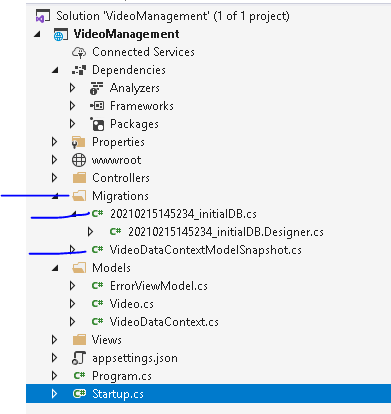 Solution 'VideoManagement' (1 of 1 project)
VideoManagement
Connected Services
Dependencies
Analyzers
Frameworks
Packages
Properties
wwwroot
Controllers
Migrations
C# 20210215145234_initialDB.cs
C# 20210215145234_initialDB.Designer.cs
C# VideoDataContextModelSnapshot.cs
Models
C# ErrorViewModel.cs
C# Video.cs
C# VideoDataContext.cs
Views
appsettings.json
C# Program.cs
C# Startup.cs